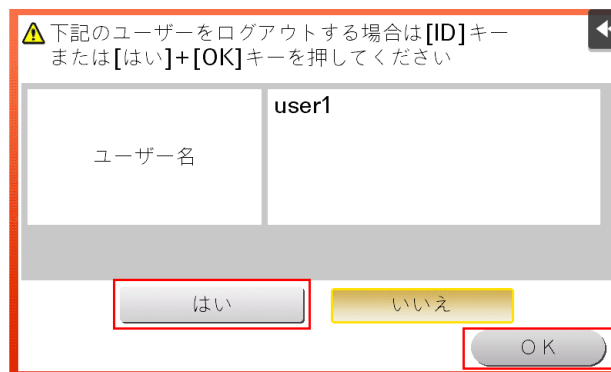 下記のユーザーをログアウトする場合は[ID]キー
または[はい]+[OK]キーを押してください
user1
ユーザー名
はい
いいえ
ＯＫ